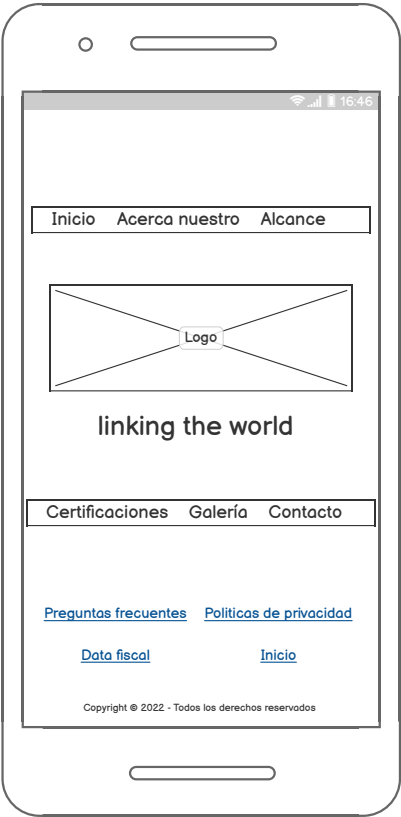 16:46
Inicio Acerca nuestro Alcance
Logo
linking the world
Certificaciones Galería Contacto
Preguntas frecuentes Politicas de privacidad
Data fiscal Inicio
Copyright © 2022 - Todos los derechos reservados